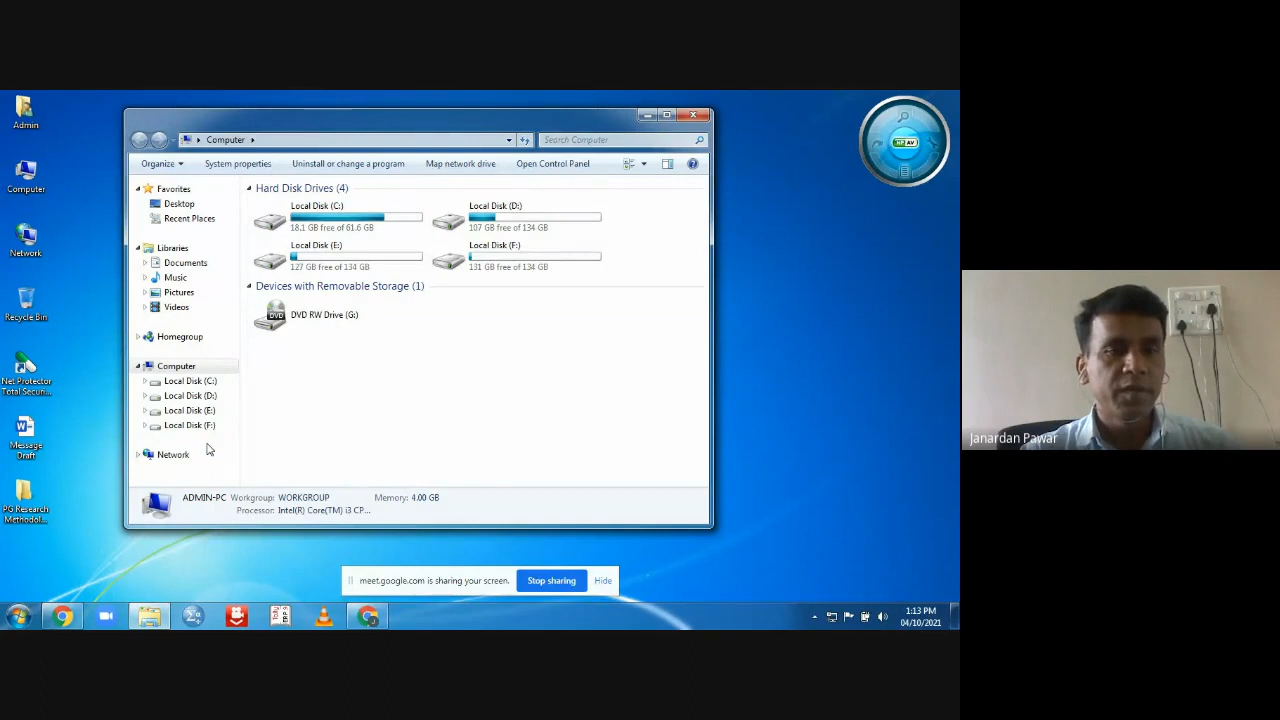 Admin
Computer
Network
Recycle Bin
Net Protector
Total Securi...
Message
Draft
PG Research
Methodol...
Computer
Search Computer
Organize
System properties
Uninstall or change a program
Map network drive
Open Control Panel
Favorites
Desktop
Recent Places
Libraries
Documents
Music
Pictures
Videos
Homegroup
Computer
Local Disk (C:)
Local Disk (D:)
Local Disk (E:)
Local Disk (F:)
Network
Hard Disk Drives (4)
Local Disk (C:)
18.1 GB free of 61.6 GB
Local Disk (D:)
107 GB free of 134 GB
Local Disk (E:)
127 GB free of 134 GB
Local Disk (F:)
131 GB free of 134 GB
Devices with Removable Storage (1)
DVD
DVD RW Drive (G:)
ADMIN-PC Workgroup: WORKGROUP Memory: 4.00 GB
Processor: Intel(R) Core(TM) i3 CP...
meet.google.com is sharing your screen.
Stop sharing
Hide
1:13 PM
04/10/2021
Janardan Pawar